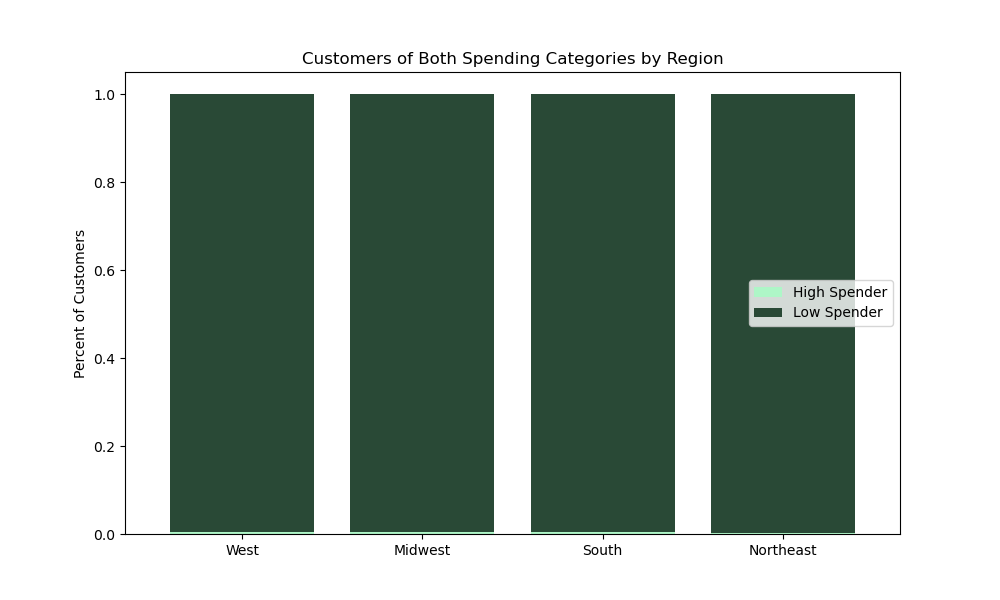 Customers of Both Spending Categories by Region
Percent of Customers
1.0
0.8
0.6
0.4
0.2
0.0
High Spender
Low Spender
West
Midwest
South
Northeast